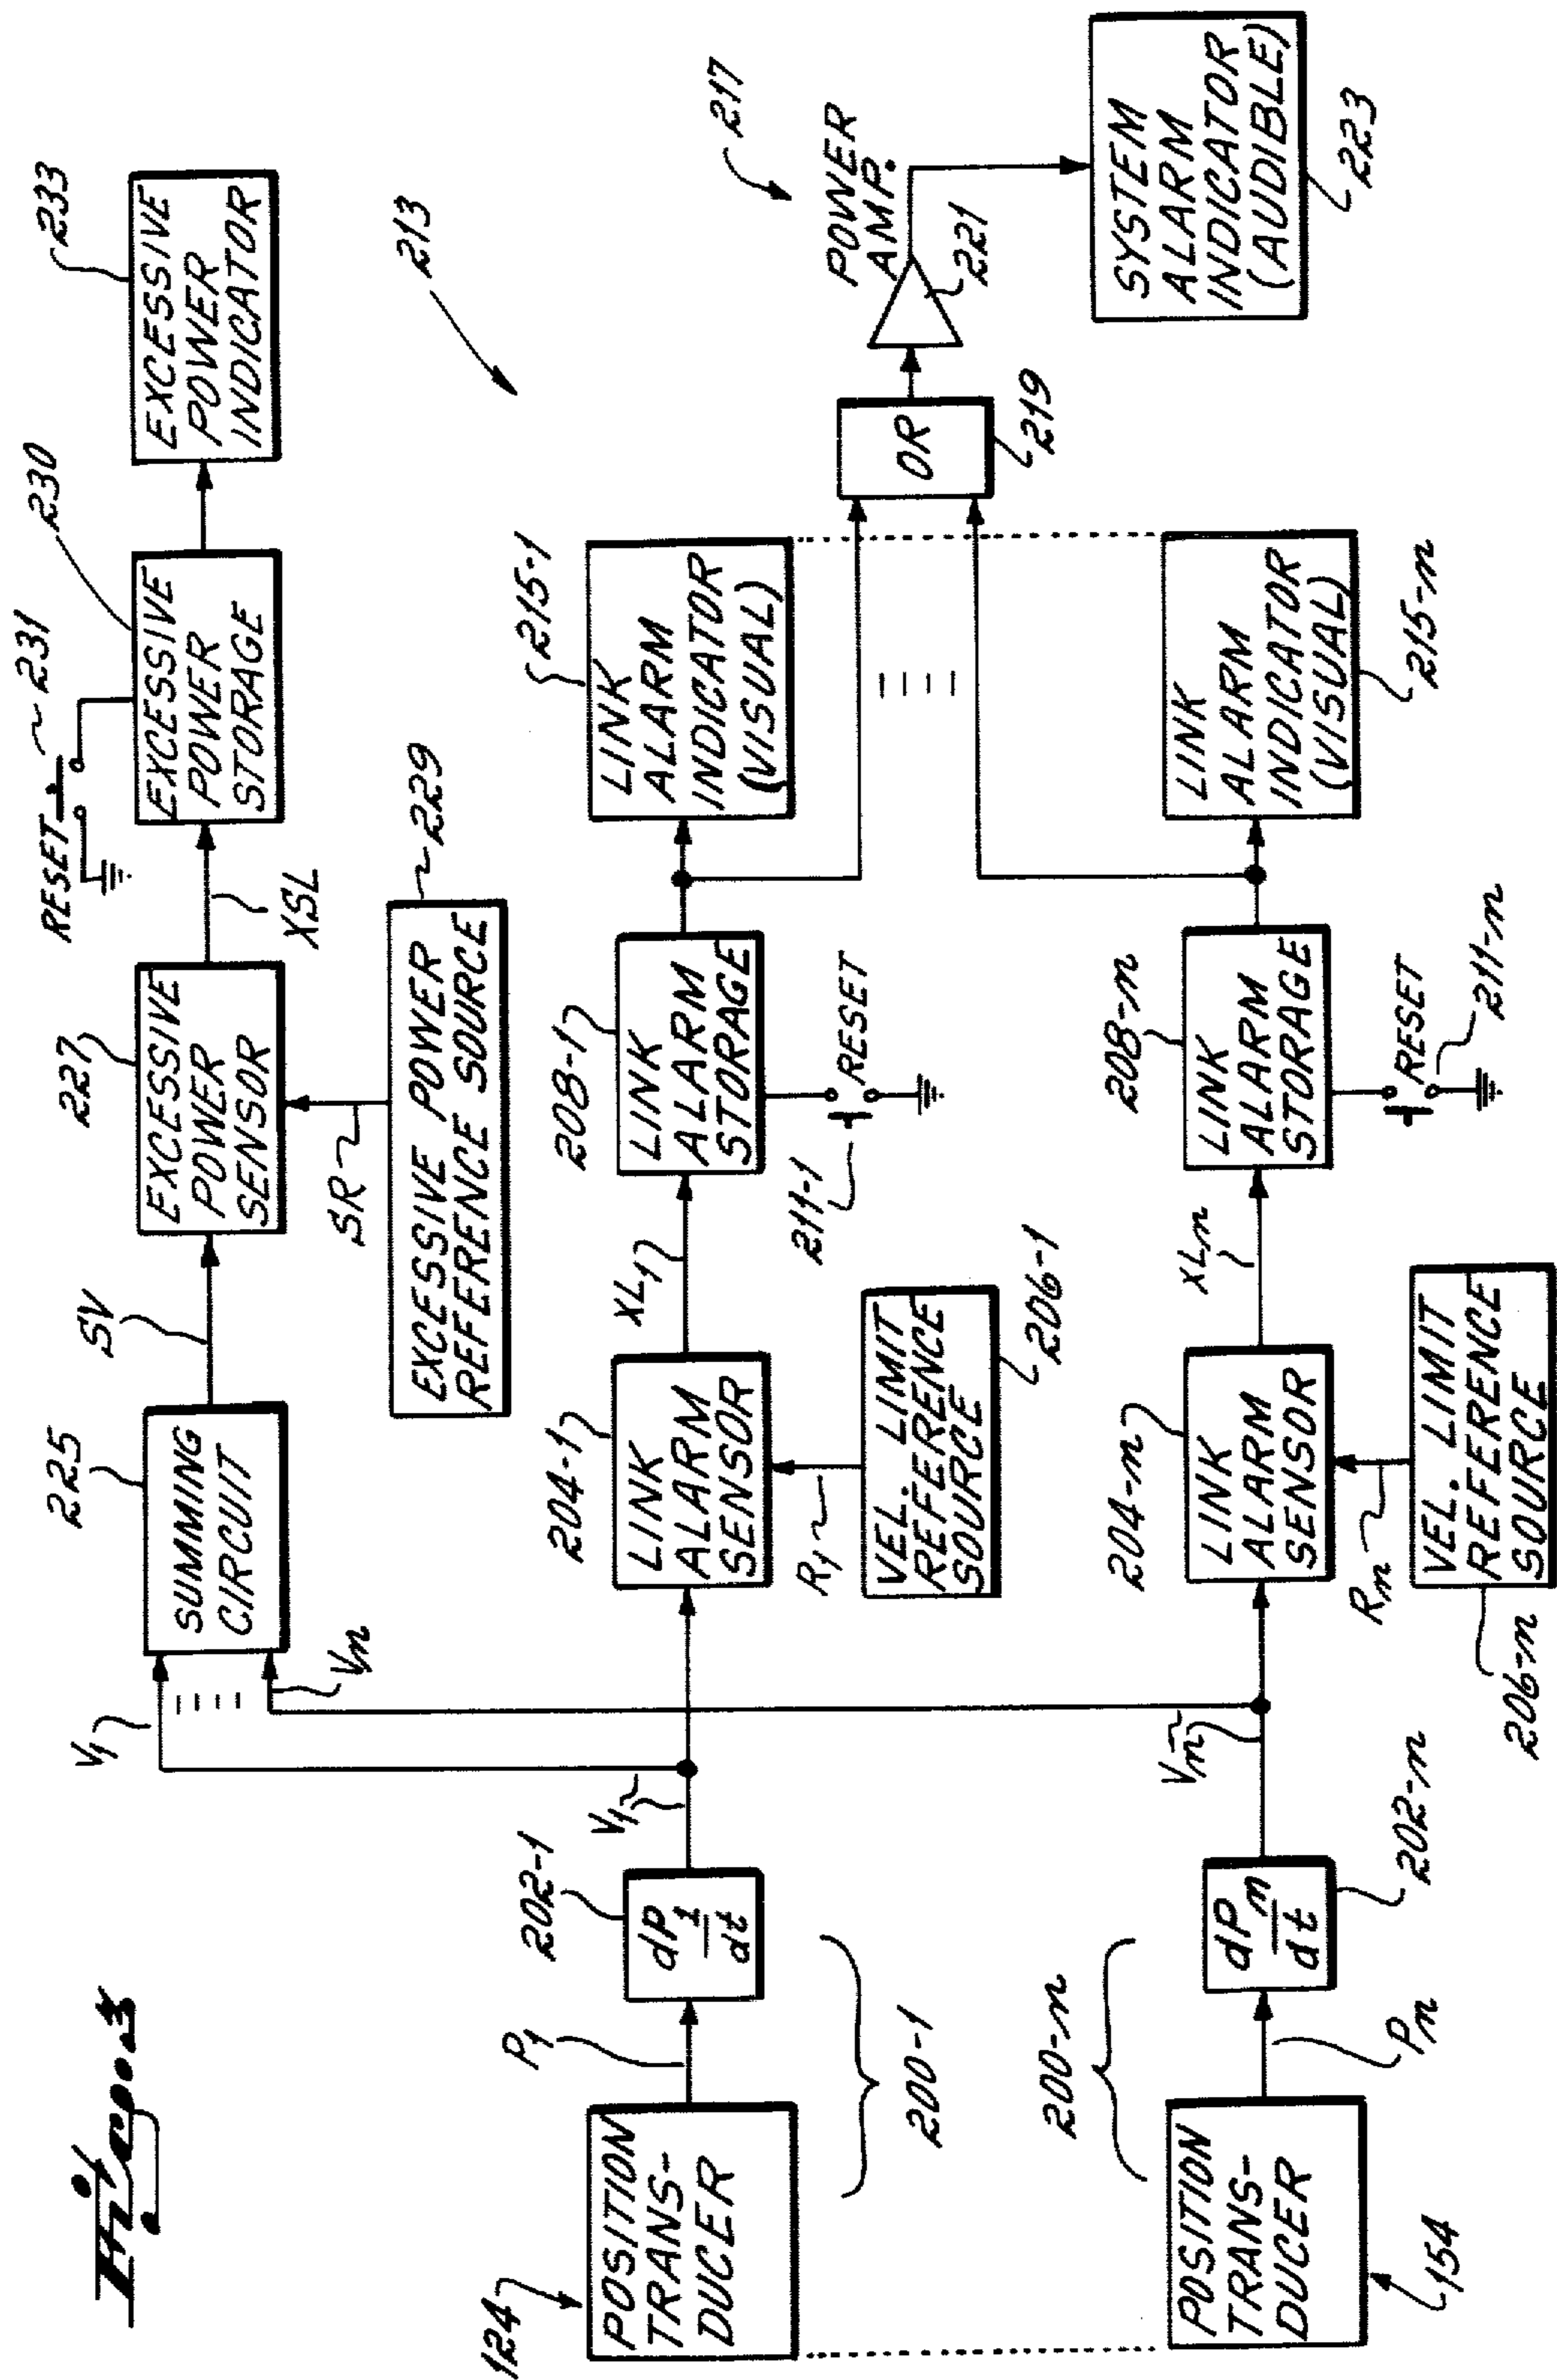 Fig. 3
225
SUMMING
CIRCUIT
V1
Vn
SV
227
EXCESSIVE
POWER
SENSOR
SR
229
EXCESSIVE POWER
REFERENCE SOURCE
XSL
RESET
231
230
EXCESSIVE
POWER
STORAGE
233
EXCESSIVE
POWER
INDICATOR
213
124
POSITION
TRANS-
DUCER
P1
202-1
dP1
dt
200-1
V1
204-1
LINK
ALARM
SENSOR
R1
VEL. LIMIT
REFERENCE
SOURCE
206-1
XL1
208-1
LINK
ALARM
STORAGE
211-1
RESET
215-1
LINK
ALARM
INDICATOR
(VISUAL)
OR
219
POWER
AMP.
221
217
SYSTEM
ALARM
INDICATOR
(AUDIBLE)
223
154
POSITION
TRANS-
DUCER
200-n
Pn
dPn
dt
202-n
Vn
204-n
LINK
ALARM
SENSOR
Rn
VEL. LIMIT
REFERENCE
SOURCE
206-n
XLn
208-n
LINK
ALARM
STORAGE
RESET
211-n
LINK
ALARM
INDICATOR
(VISUAL)
215-n